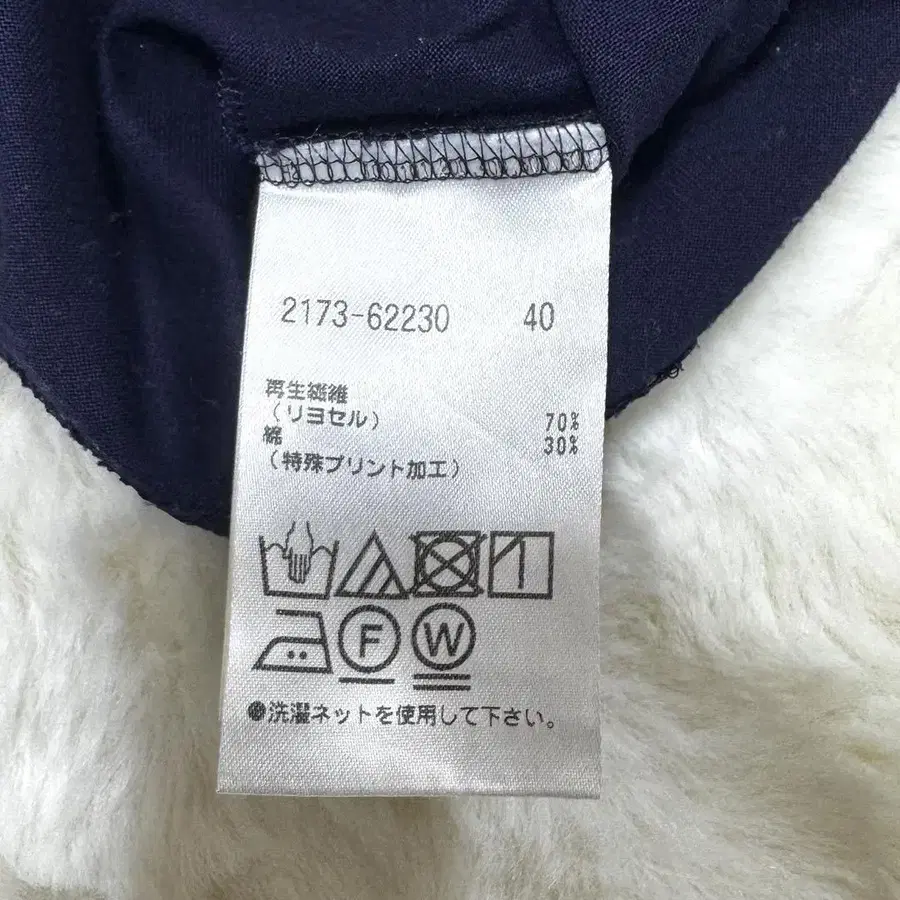 2173-62230 40
再生繊維
(リヨセル) 70%
綿 30%
(特殊プリント加工)
F W
●洗濯ネットを使用して下さい。